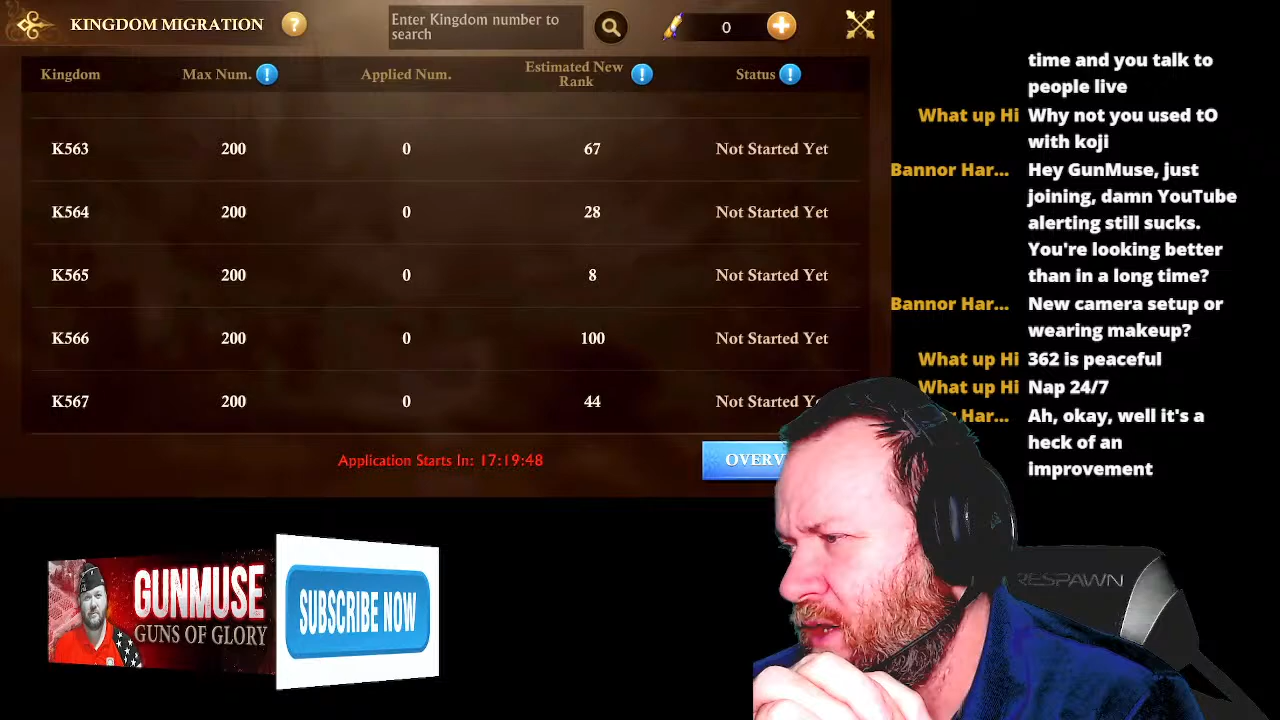 KINGDOM MIGRATION
?
Enter Kingdom number to
search
0
Kingdom
Max Num.
Applied Num.
Estimated New
Rank
Status
K563 200 0 67 Not Started Yet
K564 200 0 28 Not Started Yet
K565 200 0 8 Not Started Yet
K566 200 0 100 Not Started Yet
K567 200 0 44 Not Started
Application Starts In: 17:19:48
time and you talk to
people live
What up Hi Why not you used tO
with koji
Bannor Har... Hey GunMuse, just
joining, damn YouTube
alerting still sucks.
You're looking better
than in a long time?
Bannor Har... New camera setup or
wearing makeup?
What up Hi 362 is peaceful
What up Hi Nap 24/7
Har... Ah, okay, well it's a
heck of an
improvement
GUNMUSE
GUNS OF GLORY
SUBSCRIBE NOW
RESPAWN